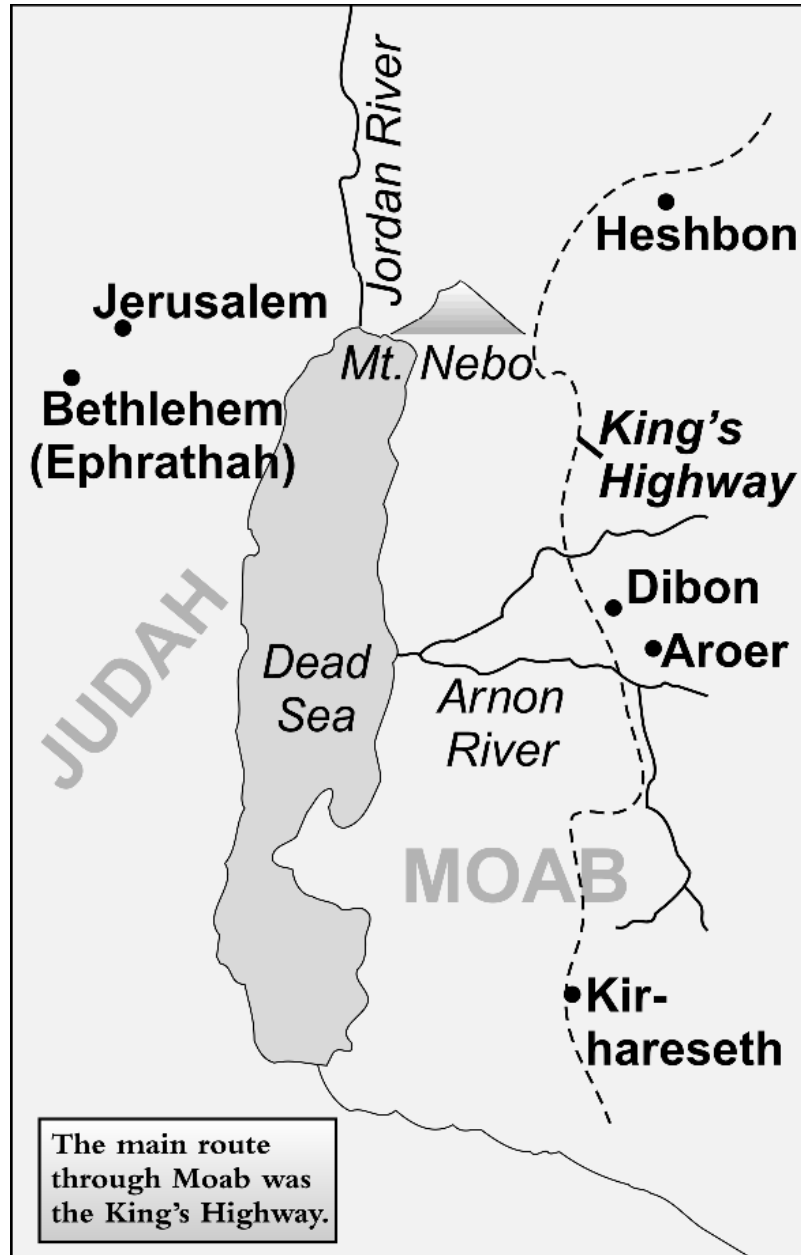 Jordan River
Heshbon
Jerusalem
Mt. Nebo
Bethlehem
(Ephrathah)
King's
Highway
JUDAH
Dibon
Aroer
Dead
Sea
Arnon
River
MOAB
Kir-
hareseth
The main route
through Moab was
the King's Highway.